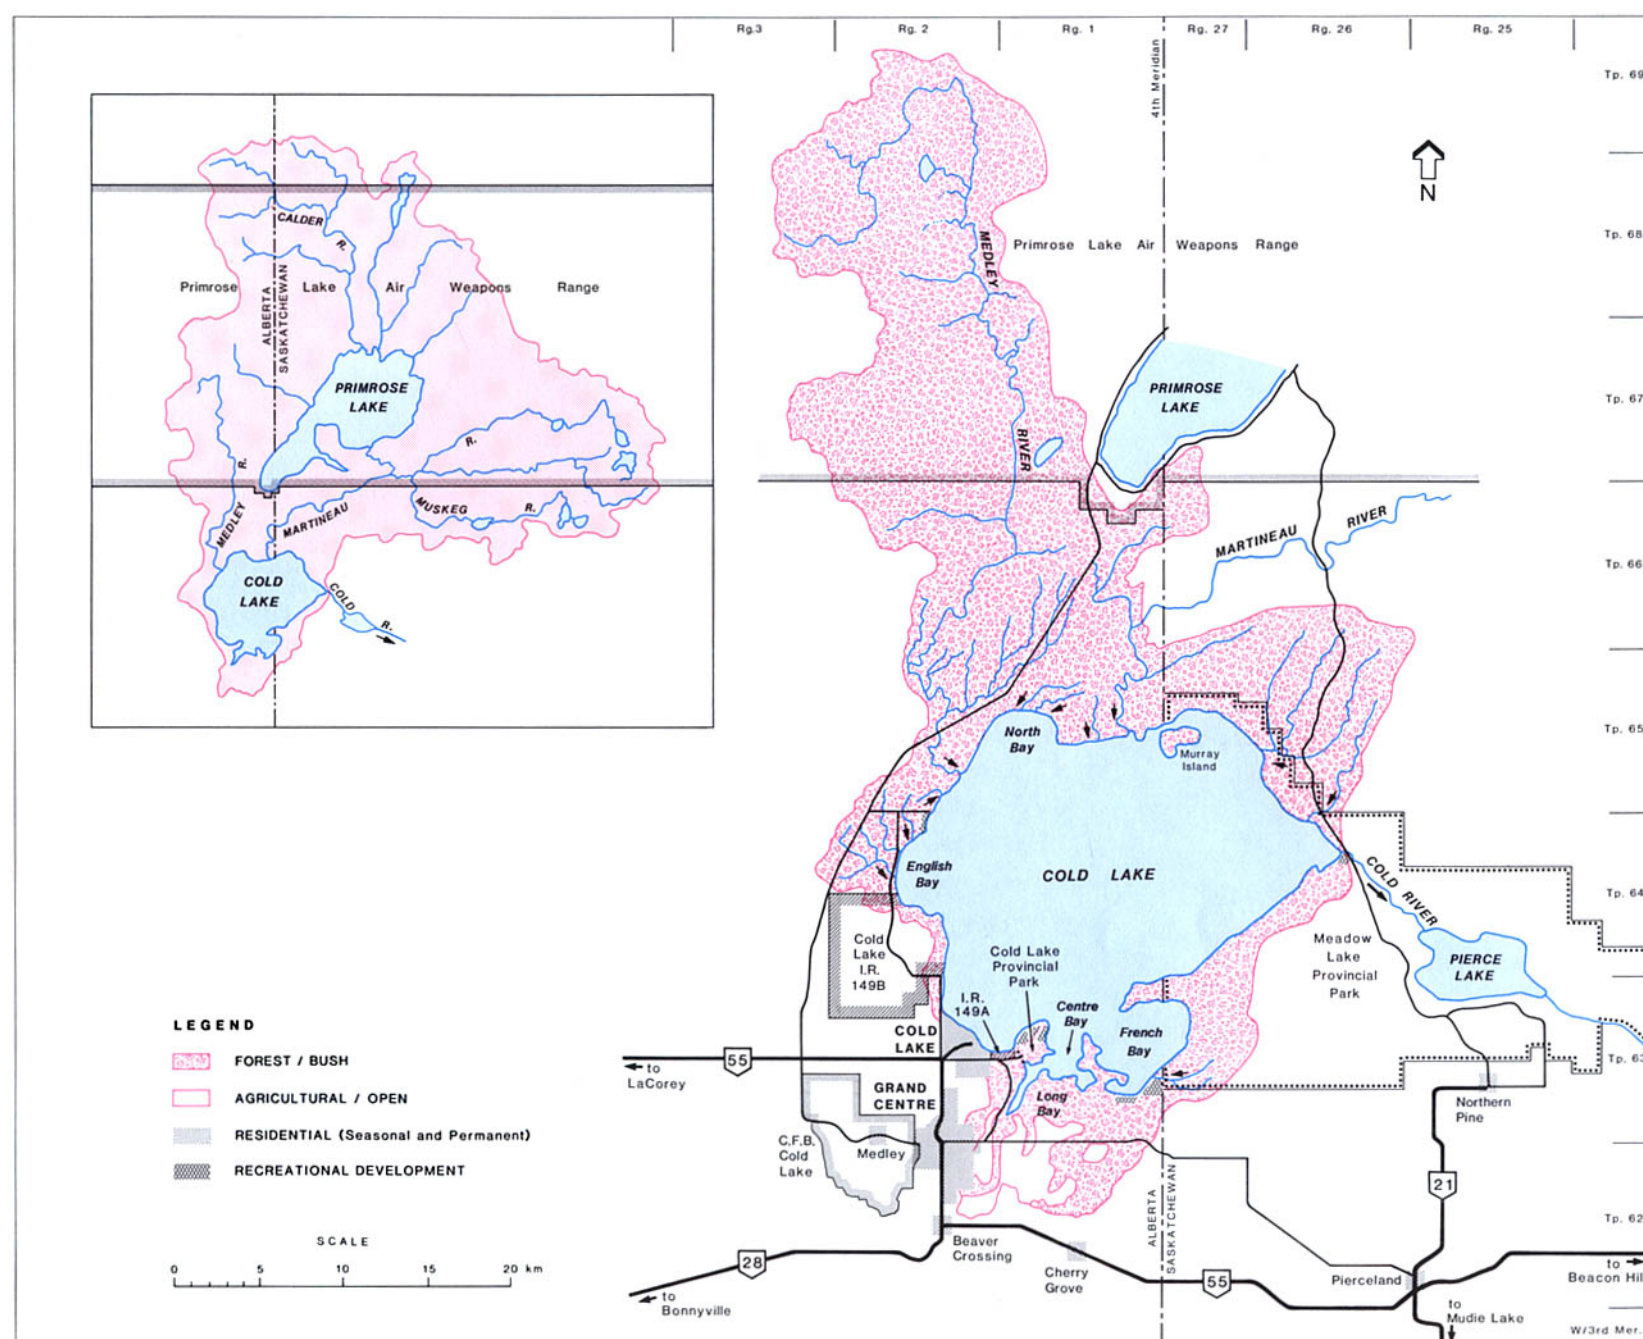 Rg.3
Rg. 2
Rg. 1
Rg. 27
Rg. 26
Rg. 25
4th Meridian
Tp. 69
Tp. 68
Tp. 67
Tp. 66
Tp. 65
Tp. 64
Tp. 63
Tp. 62
N
CALDER
R.
Primrose Lake Air Weapons Range
ALBERTA
SASKATCHEWAN
PRIMROSE
LAKE
R.
R.
MEDLEY
MARTINEAU
MUSKEG
R.
COLD
LAKE
COLD
R.
MEDLEY
RIVER
Primrose Lake Air Weapons Range
PRIMROSE
LAKE
MARTINEAU
RIVER
North
Bay
Murray
Island
English
Bay
COLD LAKE
COLD RIVER
PIERCE
LAKE
Meadow
Lake
Provincial
Park
Cold
Lake
I.R.
149B
Cold Lake
Provincial
Park
I.R.
149A
Centre
Bay
French
Bay
Long
Bay
COLD
LAKE
GRAND
CENTRE
55
to
LaCorey
C.F.B.
Cold
Lake
Medley
Northern
Pine
21
ALBERTA
SASKATCHEWAN
Beaver
Crossing
Cherry
Grove
28
to
Bonnyville
55
Pierceland
to
Beacon Hil
to
Mudie Lake
W/3rd Mer.
LEGEND
FOREST / BUSH
AGRICULTURAL / OPEN
RESIDENTIAL (Seasonal and Permanent)
RECREATIONAL DEVELOPMENT
SCALE
0 5 10 15 20 km